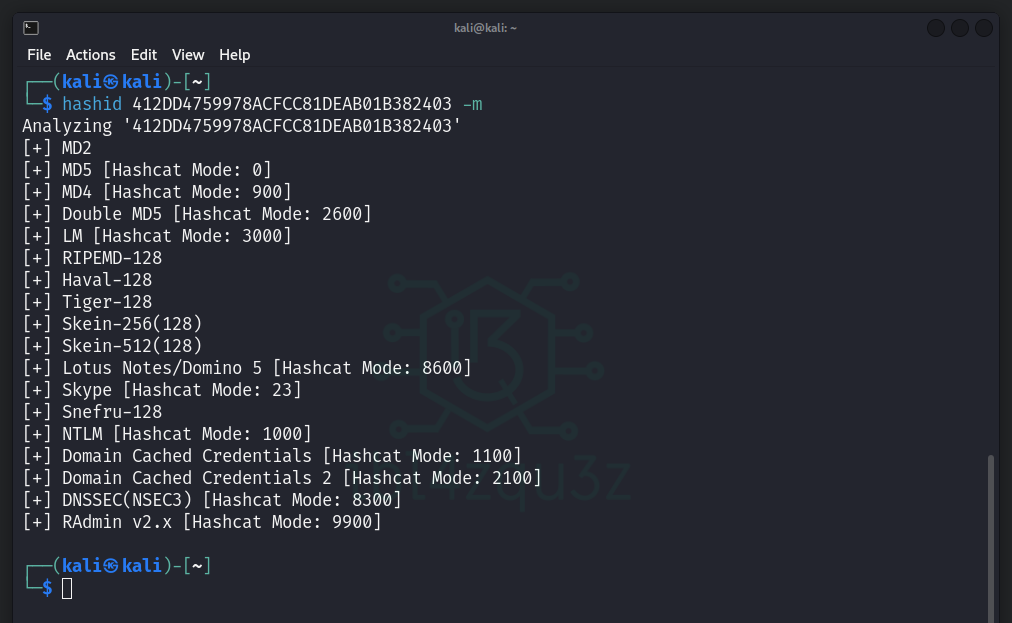 kali@kali: ~
File Actions Edit View Help
┌──(kali㉿kali)-[~]
└─$ hashid 412DD4759978ACFCC81DEAB01B382403 -m
Analyzing '412DD4759978ACFCC81DEAB01B382403'
[+] MD2
[+] MD5 [Hashcat Mode: 0]
[+] MD4 [Hashcat Mode: 900]
[+] Double MD5 [Hashcat Mode: 2600]
[+] LM [Hashcat Mode: 3000]
[+] RIPEMD-128
[+] Haval-128
[+] Tiger-128
[+] Skein-256(128)
[+] Skein-512(128)
[+] Lotus Notes/Domino 5 [Hashcat Mode: 8600]
[+] Skype [Hashcat Mode: 23]
[+] Snefru-128
[+] NTLM [Hashcat Mode: 1000]
[+] Domain Cached Credentials [Hashcat Mode: 1100]
[+] Domain Cached Credentials 2 [Hashcat Mode: 2100]
[+] DNSSEC(NSEC3) [Hashcat Mode: 8300]
[+] RAdmin v2.x [Hashcat Mode: 9900]
┌──(kali㉿kali)-[~]
└─$